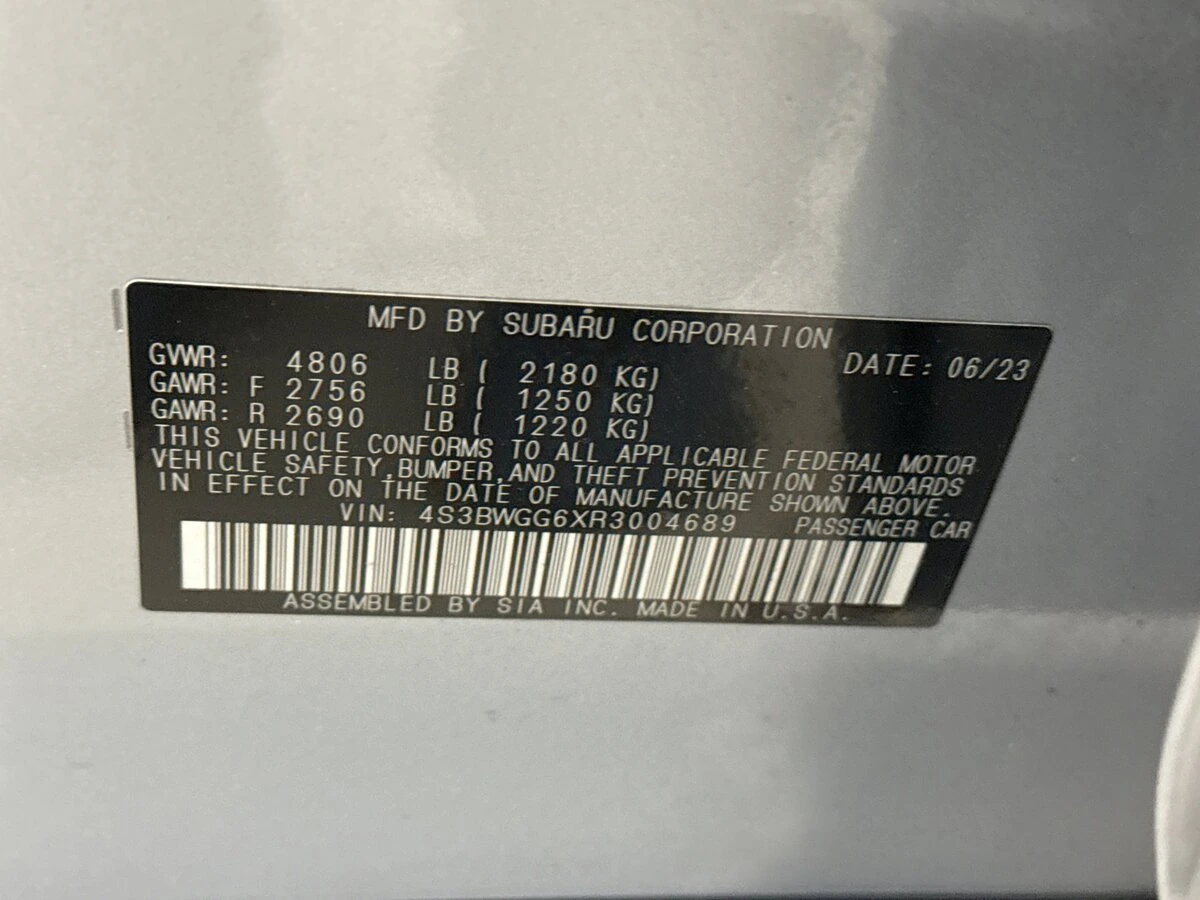 MFD BY SUBARU CORPORATION
DATE: 06/23
GVWR: 4806 LB ( 2180 KG)
GAWR: F 2756 LB ( 1250 KG)
GAWR: R 2690 LB ( 1220 KG)
THIS VEHICLE CONFORMS TO ALL APPLICABLE FEDERAL MOTOR
VEHICLE SAFETY,BUMPER,AND THEFT PREVENTION STANDARDS
IN EFFECT ON THE DATE OF MANUFACTURE SHOWN ABOVE.
VIN: 4S3BWGG6XR3004689 PASSENGER CAR
ASSEMBLED BY SIA INC. MADE IN U.S.A.